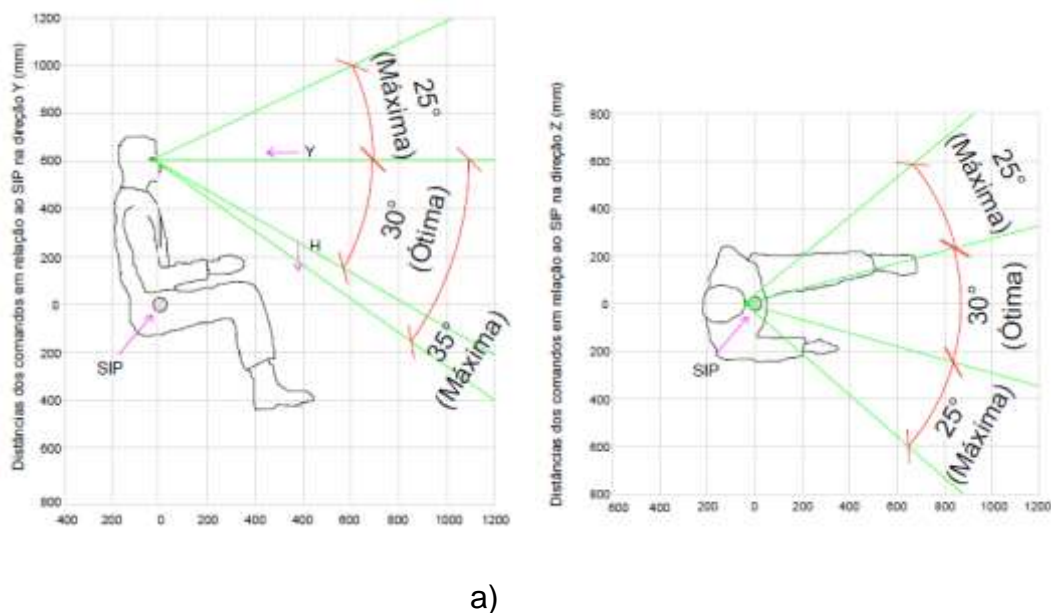 Distâncias dos comandos em relação ao SIP na direção Y (mm)
1200
1000
800
600
400
200
0
200
400
600
800
400 200 0 200 400 600 800 1000 1200
25°
(Máxima)
Y
30°
(Ótima)
H
35°
(Máxima)
SIP
Distâncias dos comandos em relação ao SIP na direção Z (mm)
800
600
400
200
0
200
400
600
800
600 400 200 0 200 400 600 800 1000 1200
25°
(Máxima)
30°
(Ótima)
25°
(Máxima)
SIP
a)